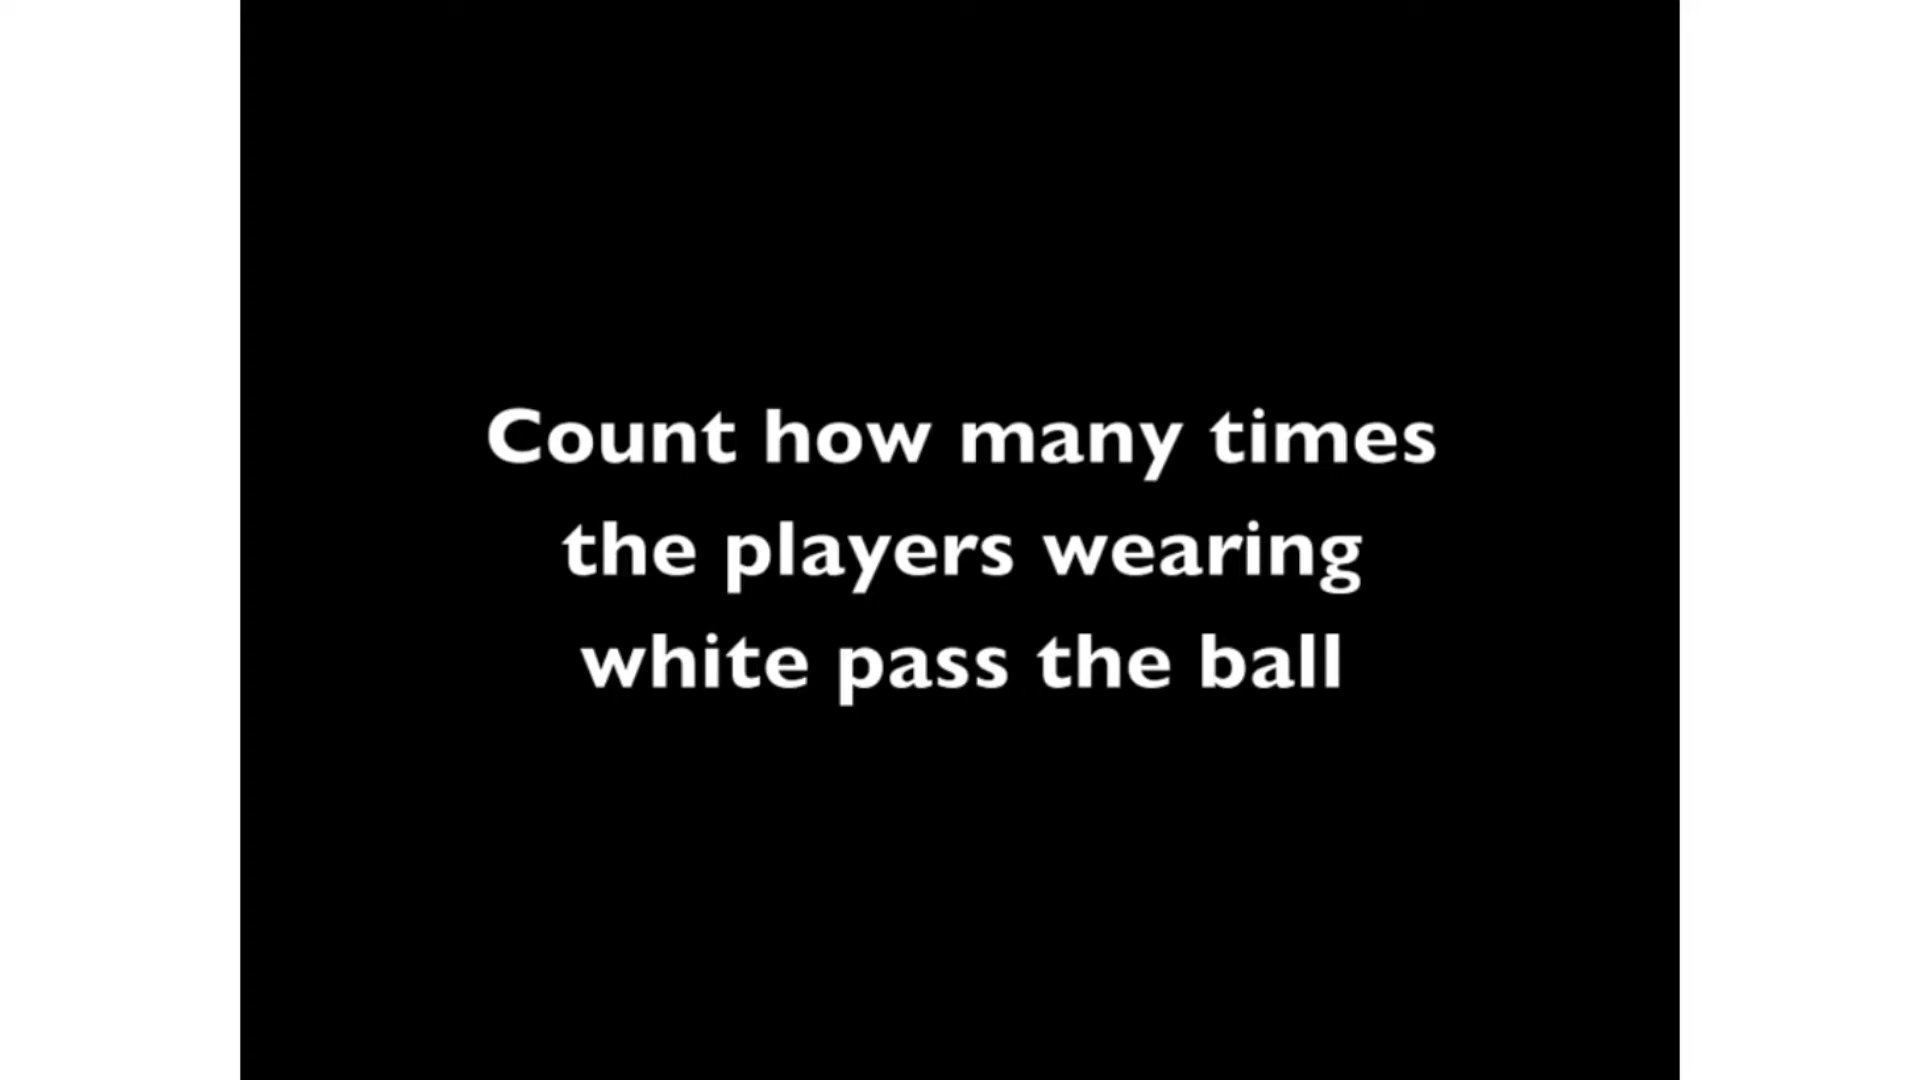 Count how many times
the players wearing
white pass the ball